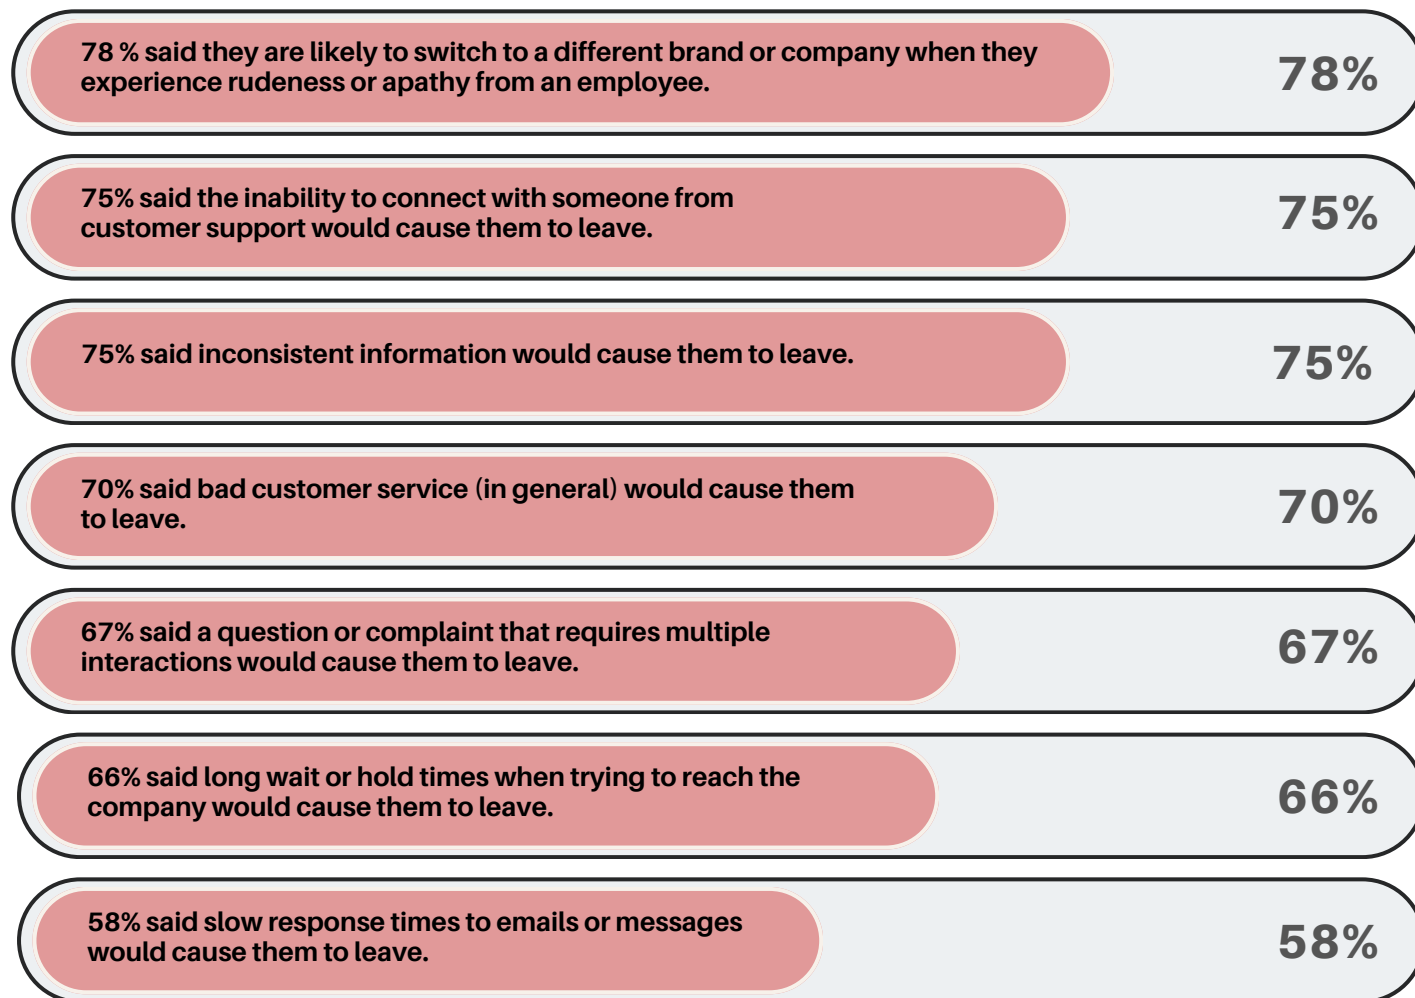 78 % said they are likely to switch to a different brand or company when they
experience rudeness or apathy from an employee.
78%
75% said the inability to connect with someone from
customer support would cause them to leave.
75%
75% said inconsistent information would cause them to leave.
75%
70% said bad customer service (in general) would cause them
to leave.
70%
67% said a question or complaint that requires multiple
interactions would cause them to leave.
67%
66% said long wait or hold times when trying to reach the
company would cause them to leave.
66%
58% said slow response times to emails or messages
would cause them to leave.
58%